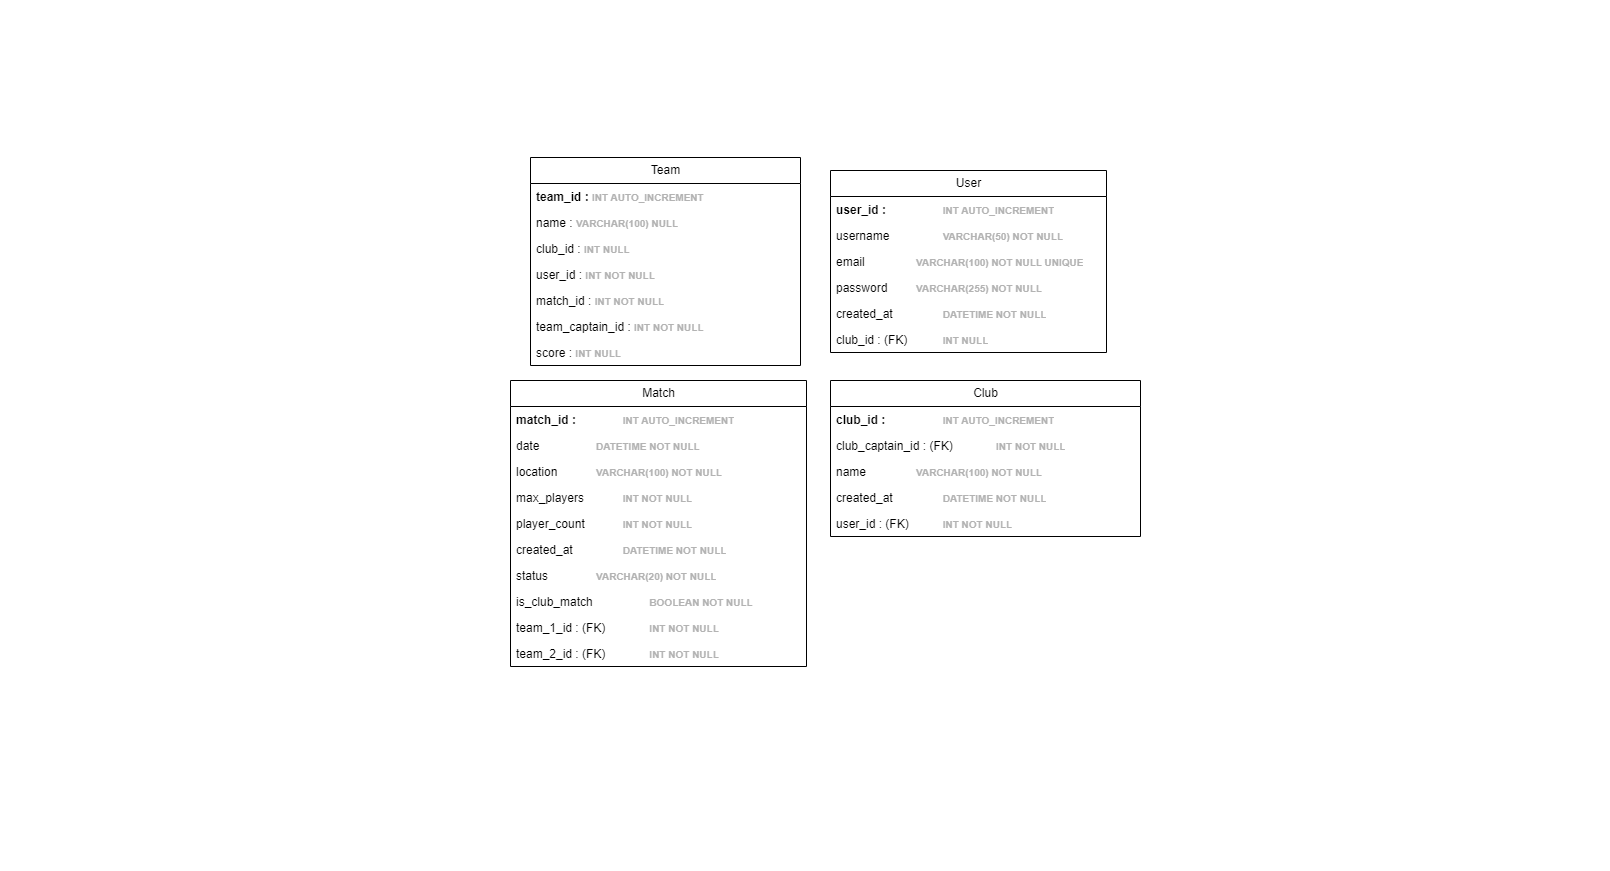 Team
team_id : INT AUTO_INCREMENT
name : VARCHAR(100) NULL
club_id : INT NULL
user_id : INT NOT NULL
match_id : INT NOT NULL
team_captain_id : INT NOT NULL
score : INT NULL
User
user_id : INT AUTO_INCREMENT
username VARCHAR(50) NOT NULL
email VARCHAR(100) NOT NULL UNIQUE
password VARCHAR(255) NOT NULL
created_at DATETIME NOT NULL
club_id : (FK) INT NULL
Match
match_id : INT AUTO_INCREMENT
date DATETIME NOT NULL
location VARCHAR(100) NOT NULL
max_players INT NOT NULL
player_count INT NOT NULL
created_at DATETIME NOT NULL
status VARCHAR(20) NOT NULL
is_club_match BOOLEAN NOT NULL
team_1_id : (FK) INT NOT NULL
team_2_id : (FK) INT NOT NULL
Club
club_id : INT AUTO_INCREMENT
club_captain_id : (FK) INT NOT NULL
name VARCHAR(100) NOT NULL
created_at DATETIME NOT NULL
user_id : (FK) INT NOT NULL